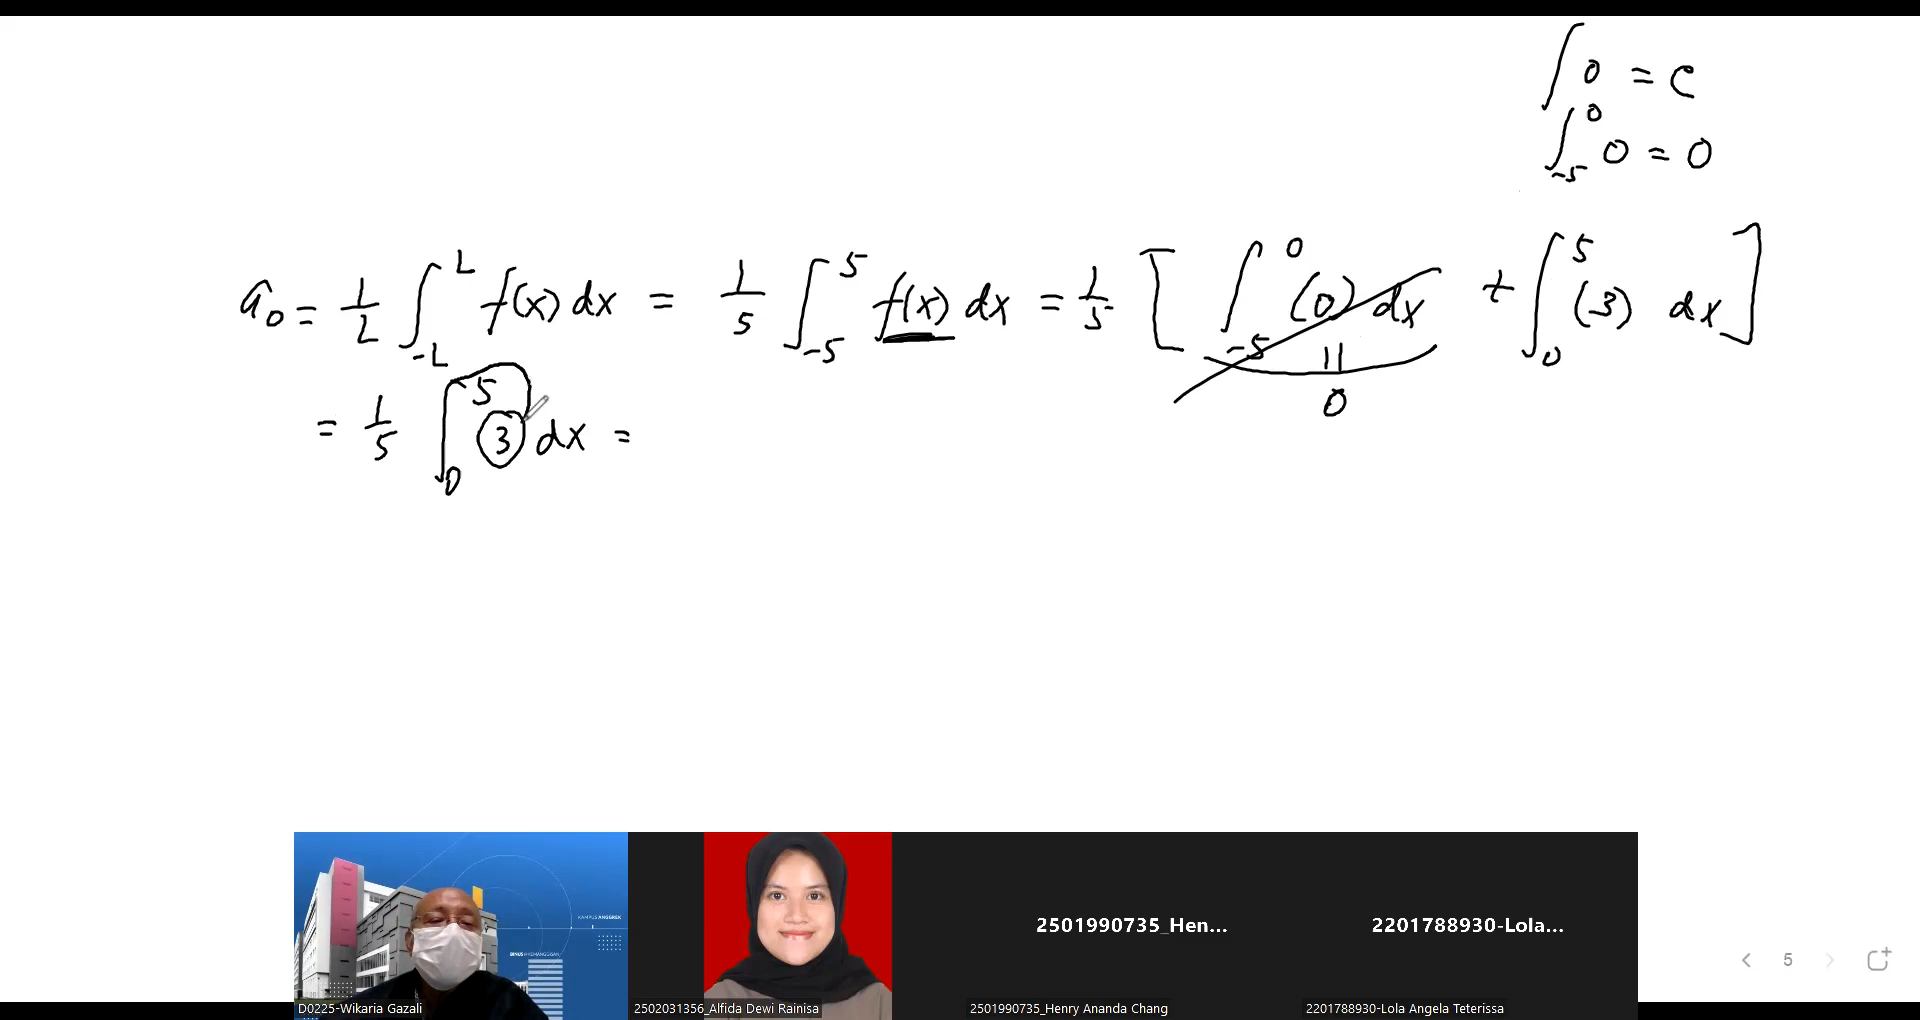 ∫ 0 = c
∫_{-5}^{0} 0 = 0
a₀ = 1/L ∫_{-L}^{L} f(x) dx = 1/5 ∫_{-5}^{5} f(x) dx = 1/5 [ ∫_{-5}^{0} (0) dx + ∫_{0}^{5} (3) dx ]
|| 0
= 1/5 ∫_{0}^{5} 3 dx =
KAMPUS ANGGREK
D0225-Wikaria Gazali
2502031356_Alfida Dewi Rainisa
2501990735_Hen...
2501990735_Henry Ananda Chang
2201788930-Lola...
2201788930-Lola Angela Teterissa
5